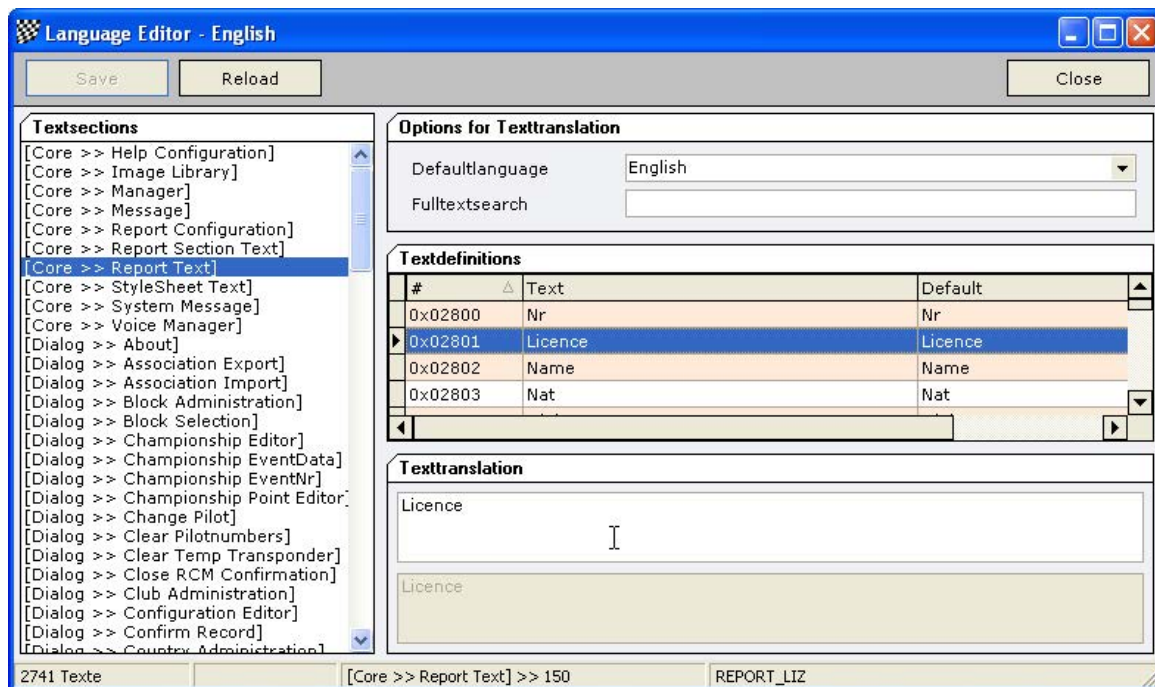 Language Editor - English
Save Reload Close
Textsections
[Core >> Help Configuration]
[Core >> Image Library]
[Core >> Manager]
[Core >> Message]
[Core >> Report Configuration]
[Core >> Report Section Text]
[Core >> Report Text]
[Core >> StyleSheet Text]
[Core >> System Message]
[Core >> Voice Manager]
[Dialog >> About]
[Dialog >> Association Export]
[Dialog >> Association Import]
[Dialog >> Block Administration]
[Dialog >> Block Selection]
[Dialog >> Championship Editor]
[Dialog >> Championship EventData]
[Dialog >> Championship EventNr]
[Dialog >> Championship Point Editor]
[Dialog >> Change Pilot]
[Dialog >> Clear Pilotnumbers]
[Dialog >> Clear Temp Transponder]
[Dialog >> Close RCM Confirmation]
[Dialog >> Club Administration]
[Dialog >> Configuration Editor]
[Dialog >> Confirm Record]
[Dialog >> Country Administration]
Options for Texttranslation
Defaultlanguage English
Fulltextsearch
Textdefinitions
# Text Default
0x02800 Nr Nr
0x02801 Licence Licence
0x02802 Name Name
0x02803 Nat Nat
Texttranslation
Licence
Licence
2741 Texte [Core >> Report Text] >> 150 REPORT_LIZ